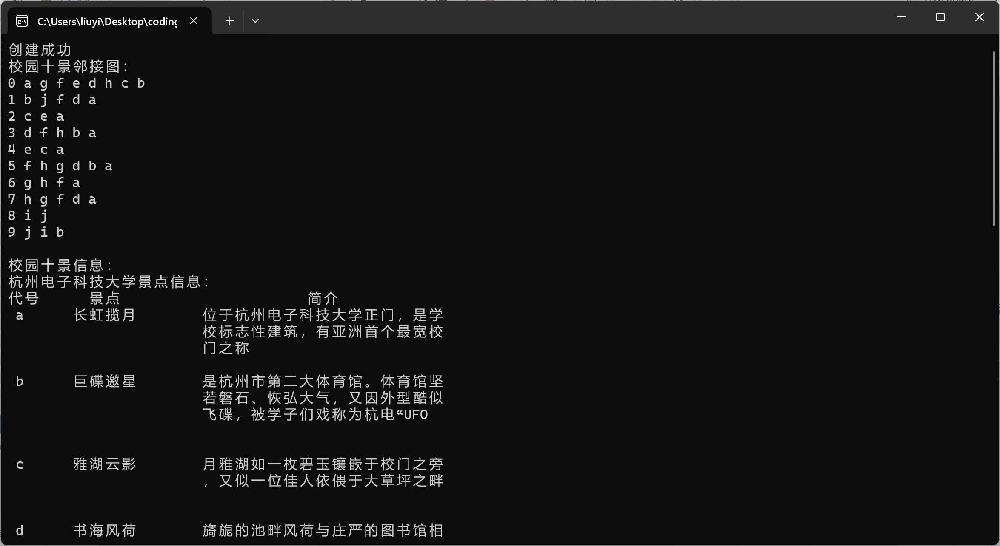 C:\Users\liuyi\Desktop\coding
创建成功
校园十景邻接图：
0 a g f e d h c b
1 b j f d a
2 c e a
3 d f h b a
4 e c a
5 f h g d b a
6 g h f a
7 h g f d a
8 i j
9 j i b
校园十景信息：
杭州电子科技大学景点信息：
代号 景点 简介
a 长虹揽月 位于杭州电子科技大学正门，是学
校标志性建筑，有亚洲首个最宽校
门之称
b 巨碟邀星 是杭州市第二大体育馆。体育馆坚
若磐石、恢弘大气，又因外型酷似
飞碟，被学子们戏称为杭电“UFO
c 雅湖云影 月雅湖如一枚碧玉镶嵌于校门之旁
，又似一位佳人依偎于大草坪之畔
d 书海风荷 旖旎的池畔风荷与庄严的图书馆相